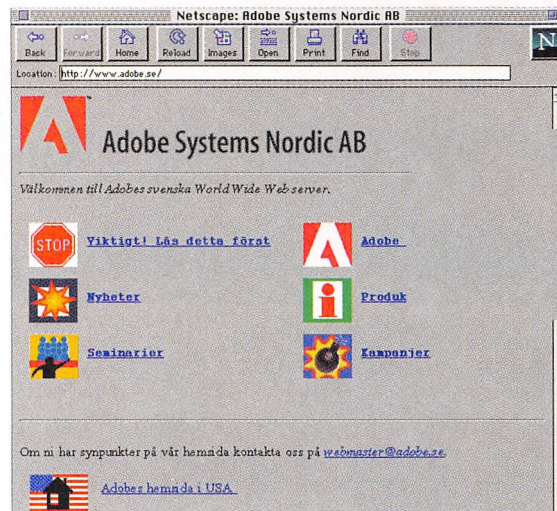 Netscape: Adobe Systems Nordic AB
Back Forward Home Reload Images Open Print Find Stop
N
Location: http://www.adobe.se/
Adobe Systems Nordic AB
Välkommen till Adobes svenska World Wide Web server.
STOP Viktigt! Läs detta först Adobe
Nyheter i Produk
Seminarier Kampanjer
Om ni har synpunkter på vår hemsida kontakta oss på webmaster@adobe.se.
Adobes hemsida i USA